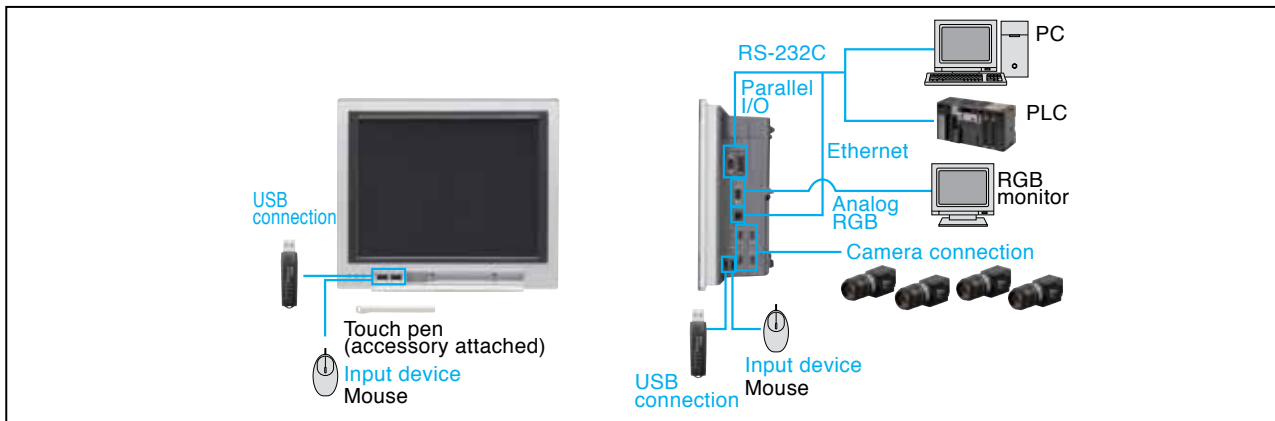 USB
connection
Touch pen
(accessory attached)
Input device
Mouse
RS-232C
Parallel
I/O
Ethernet
Analog
RGB
Camera connection
PC
PLC
RGB
monitor
USB
connection
Input device
Mouse